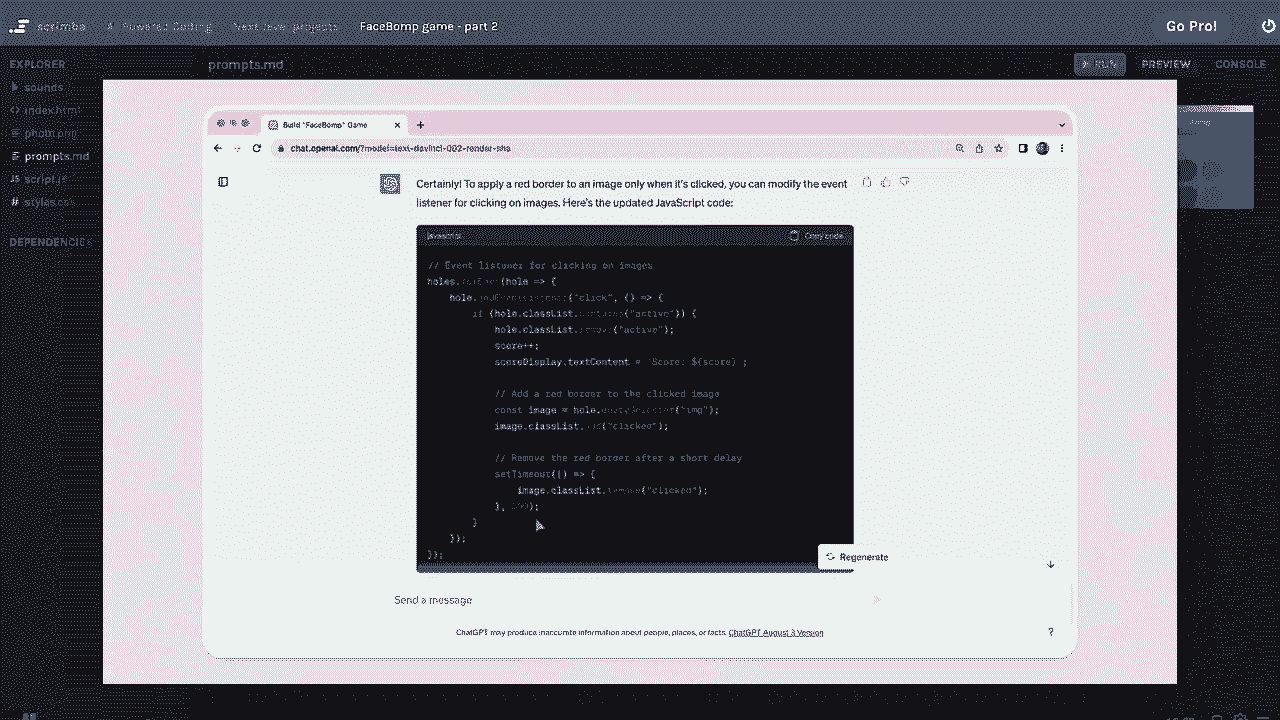 scrimba
AI Powered Coding
Next level projects
FaceBomp game - part 2
Go Pro!
EXPLORER
prompts.md
RUN
PREVIEW
CONSOLE
sounds
index.html
prompts.md
script.js
DEPENDENCIES
Build "FaceBomp" Game
chat.openai.com/?model=text-davinci-002-render-sha
Certainly! To apply a red border to an image only when it's clicked, you can modify the event
listener for clicking on images. Here's the updated JavaScript code:
javascript
Copy code
// Event listener for clicking on images
holes.forEach(hole => {
hole.addEventListener("click", () => {
if (hole.classList.contains("active")) {
hole.classList.remove("active");
score++;
scoreDisplay.textContent = `Score: ${score}`;
// Add a red border to the clicked image
const image = hole.querySelector("img");
image.classList.add("clicked");
// Remove the red border after a short delay
setTimeout(() => {
image.classList.remove("clicked");
}
});
});
Regenerate
Send a message
ChatGPT may produce inaccurate information about people, places, or facts. ChatGPT August 3 Version
?